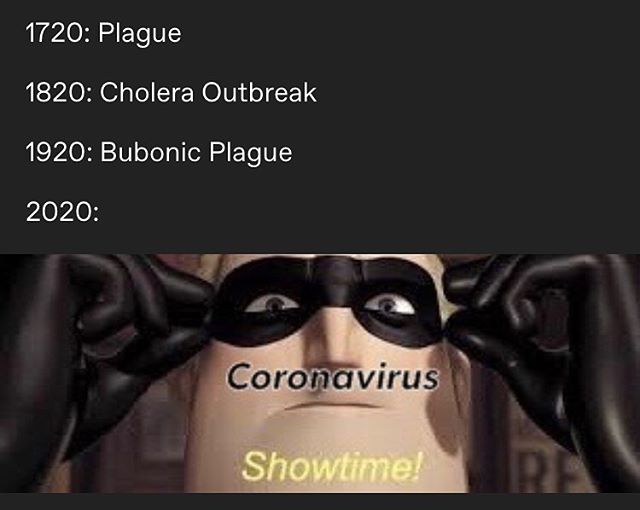 1720: Plague
1820: Cholera Outbreak
1920: Bubonic Plague
2020:
Coronavirus
Showtime!